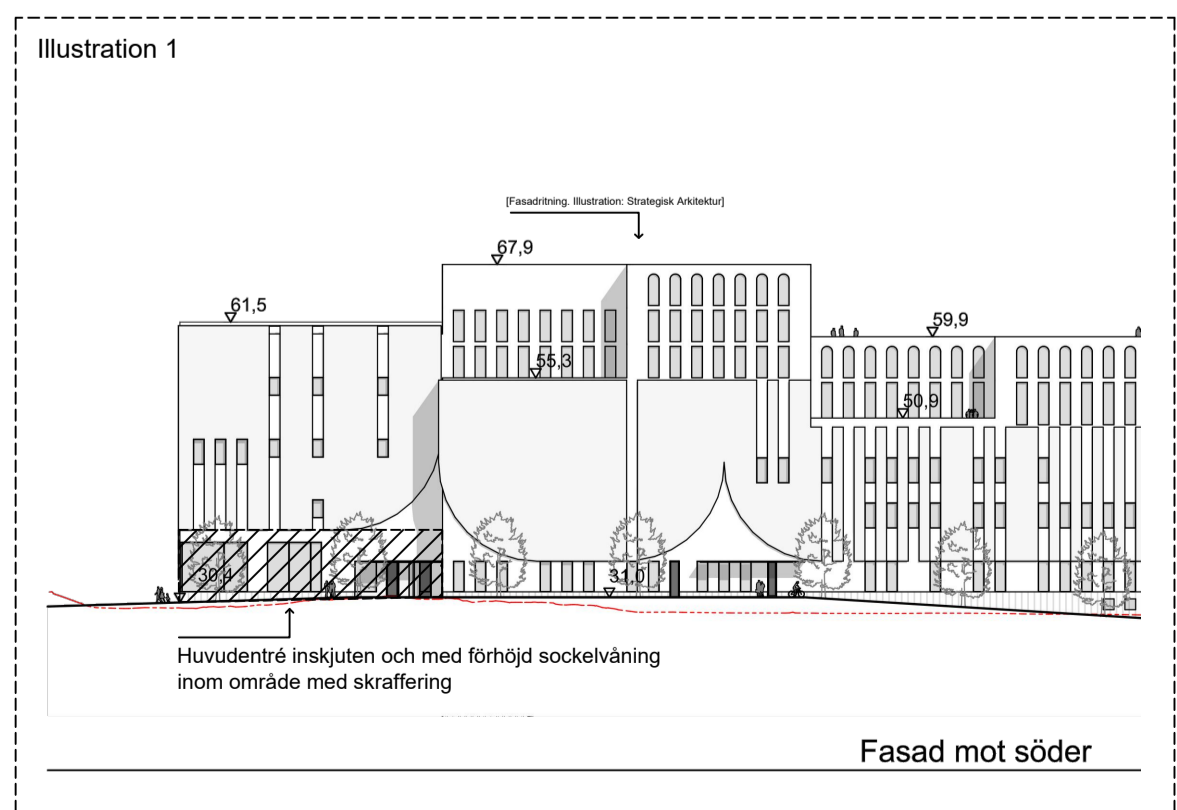 Illustration 1
[Fasadritning. Illustration: Strategisk Arkitektur]
67,9
61,5
59,9
55,3
50,9
30,4
31,0
Huvudentré inskjuten och med förhöjd sockelvåning
inom område med skraffering
Fasad mot söder